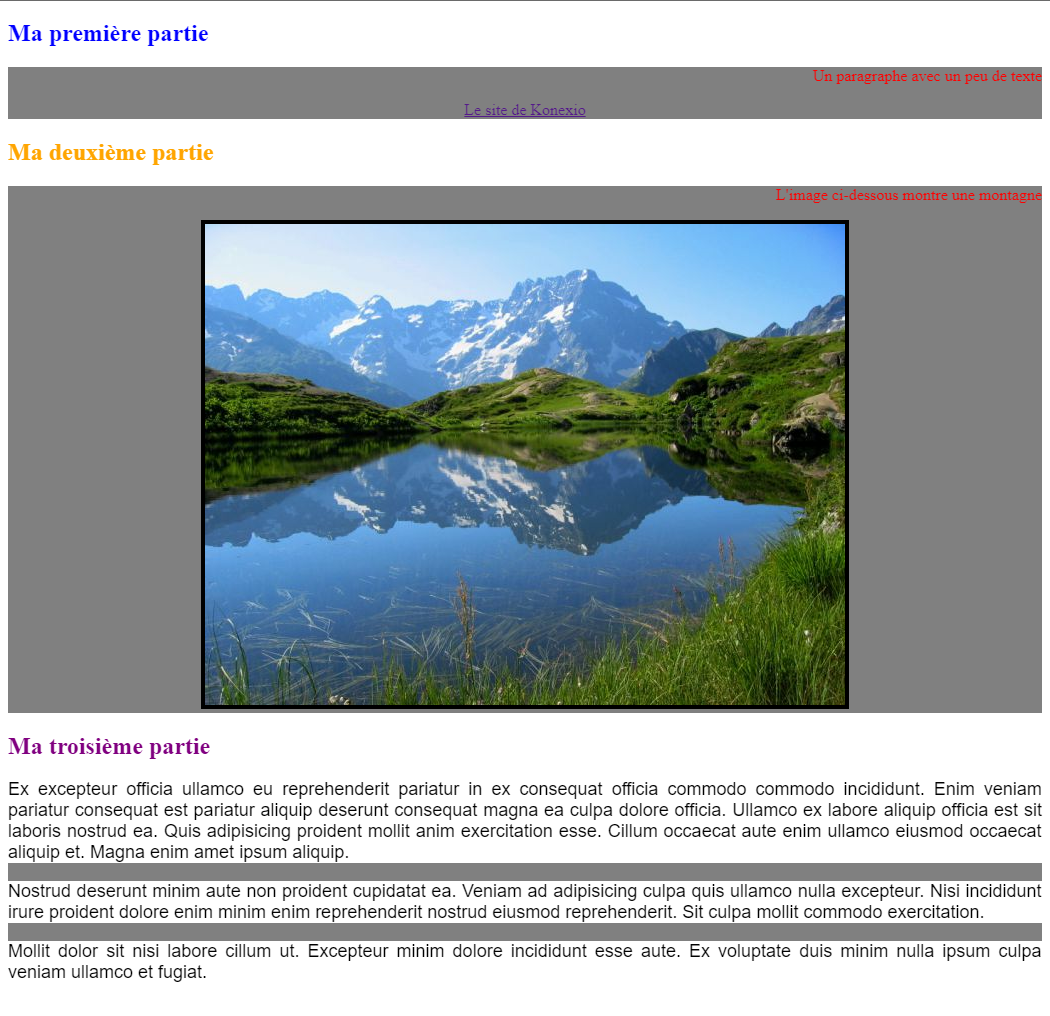 Ma première partie
Un paragraphe avec un peu de texte
Le site de Konexio
Ma deuxième partie
L'image ci-dessous montre une montagne
Ma troisième partie
Ex excepteur officia ullamco eu reprehenderit pariatur in ex consequat officia commodo commodo incididunt. Enim veniam
pariatur consequat est pariatur aliquip deserunt consequat magna ea culpa dolore officia. Ullamco ex labore aliquip officia est sit
laboris nostrud ea. Quis adipisicing proident mollit anim exercitation esse. Cillum occaecat aute enim ullamco eiusmod occaecat
aliquip et. Magna enim amet ipsum aliquip.
Nostrud deserunt minim aute non proident cupidatat ea. Veniam ad adipisicing culpa quis ullamco nulla excepteur. Nisi incididunt
irure proident dolore enim minim enim reprehenderit nostrud eiusmod reprehenderit. Sit culpa mollit commodo exercitation.
Mollit dolor sit nisi labore cillum ut. Excepteur minim dolore incididunt esse aute. Ex voluptate duis minim nulla ipsum culpa
veniam ullamco et fugiat.